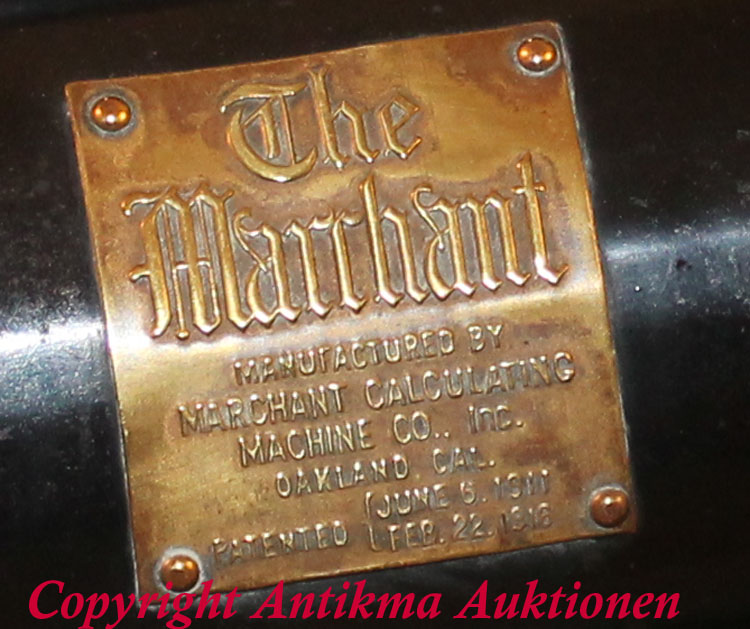 The
Marchant
MANUFACTURED BY
MARCHANT CALCULATING
MACHINE CO., Inc.
OAKLAND, CAL.
PATENTED { JUNE 6, 1911
FEB. 22, 1916
Copyright Antikma Auktionen